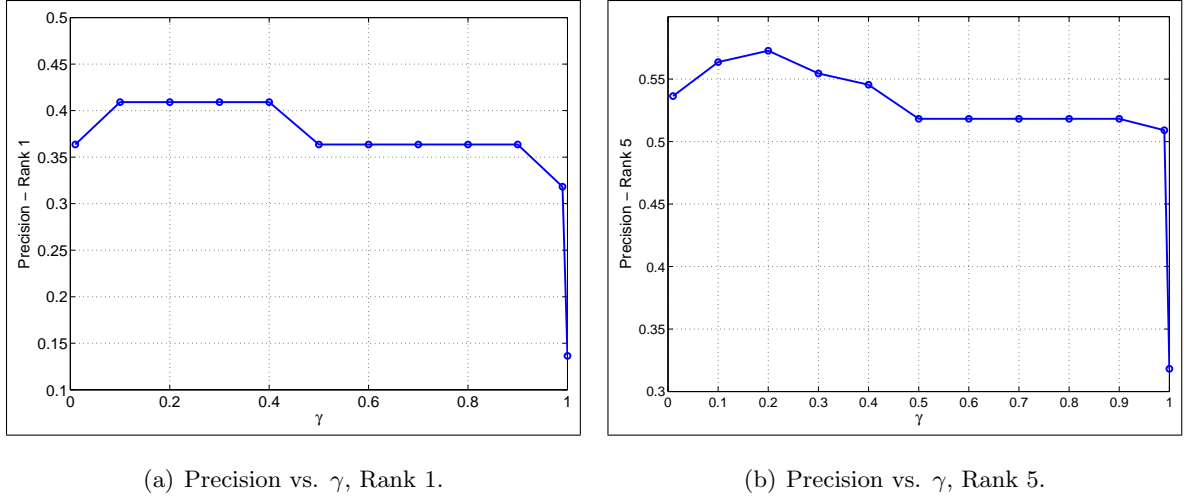 0.5
0.45
0.4
0.35
0.3
0.25
0.2
0.15
0.1
Precision − Rank 1
0 0.2 0.4 0.6 0.8 1
γ
(a) Precision vs. γ, Rank 1.
0.55
0.5
0.45
0.4
0.35
0.3
Precision − Rank 5
0 0.1 0.2 0.3 0.4 0.5 0.6 0.7 0.8 0.9 1
γ
(b) Precision vs. γ, Rank 5.